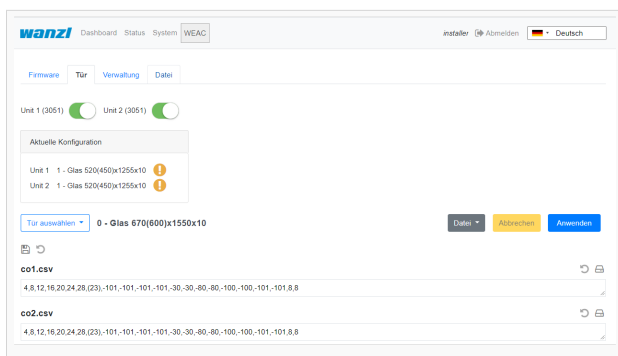 wanzl Dashboard Status System WEAC installer Abmelden Deutsch
Firmware Tür Verwaltung Datei
Unit 1 (3051) Unit 2 (3051)
Aktuelle Konfiguration
Unit 1 1 - Glas 520(450)x1255x10
Unit 2 1 - Glas 520(450)x1255x10
Tür auswählen 0 - Glas 670(600)x1550x10 Datei Abbrechen Anwenden
co1.csv
4,8,12,16,20,24,28,(23),-101,-101,-101,-101,-30,-30,-80,-80,-100,-100,-101,-101,8,8
co2.csv
4,8,12,16,20,24,28,(23),-101,-101,-101,-101,-30,-30,-80,-80,-100,-100,-101,-101,8,8